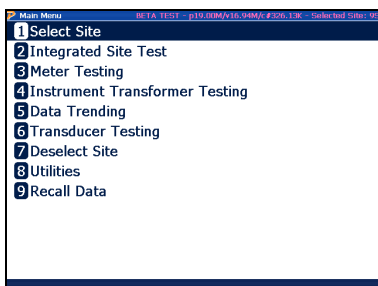 Main Menu BETA TEST - p19.00M/v16.94M/c#326.13K - Selected Site: 95
1 Select Site
2 Integrated Site Test
3 Meter Testing
4 Instrument Transformer Testing
5 Data Trending
6 Transducer Testing
7 Deselect Site
8 Utilities
9 Recall Data